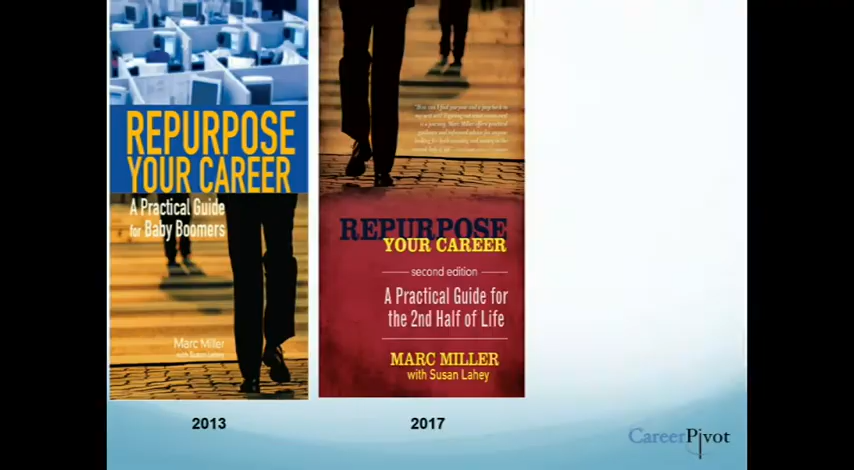 REPURPOSE
YOUR CAREER
A Practical Guide
for Baby Boomers
Marc Miller
with Susan Lahey
2013
REPURPOSE
YOUR CAREER
second edition
A Practical Guide for
the 2nd Half of Life
MARC MILLER
with Susan Lahey
2017
CareerPivot